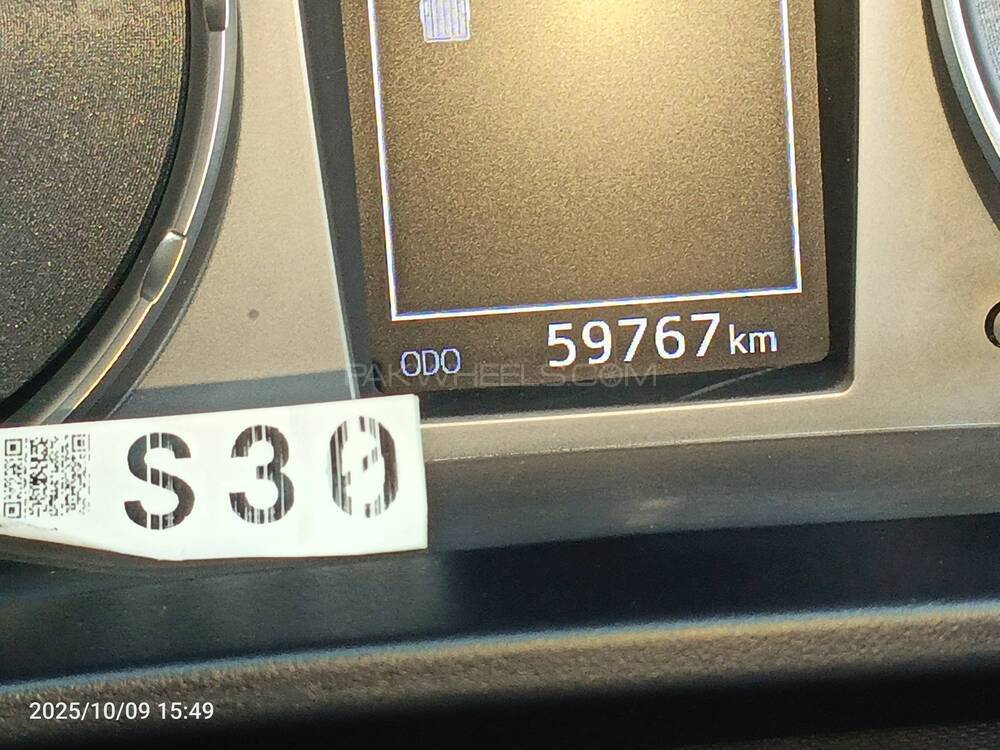 59767 km
ODO
PAKWHEELS.COM
S30
2025/10/09 15:49